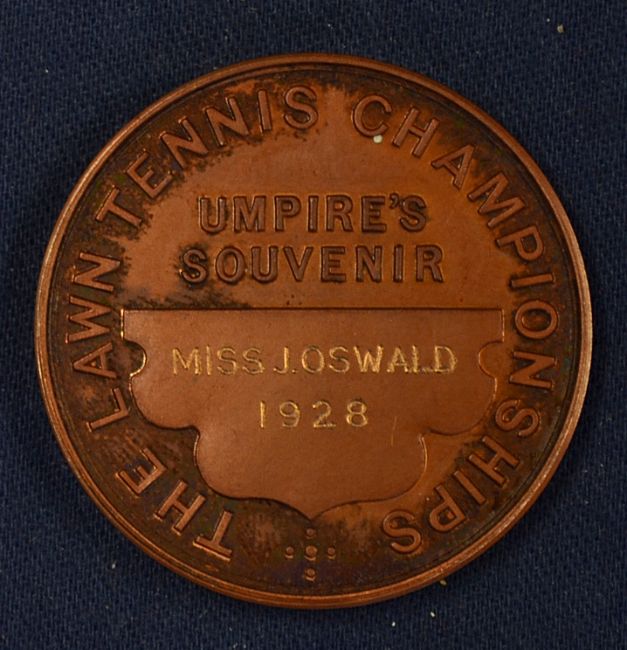 THE LAWN TENNIS CHAMPIONSHIPS
UMPIRE'S
SOUVENIR
MISS J. OSWALD
1928